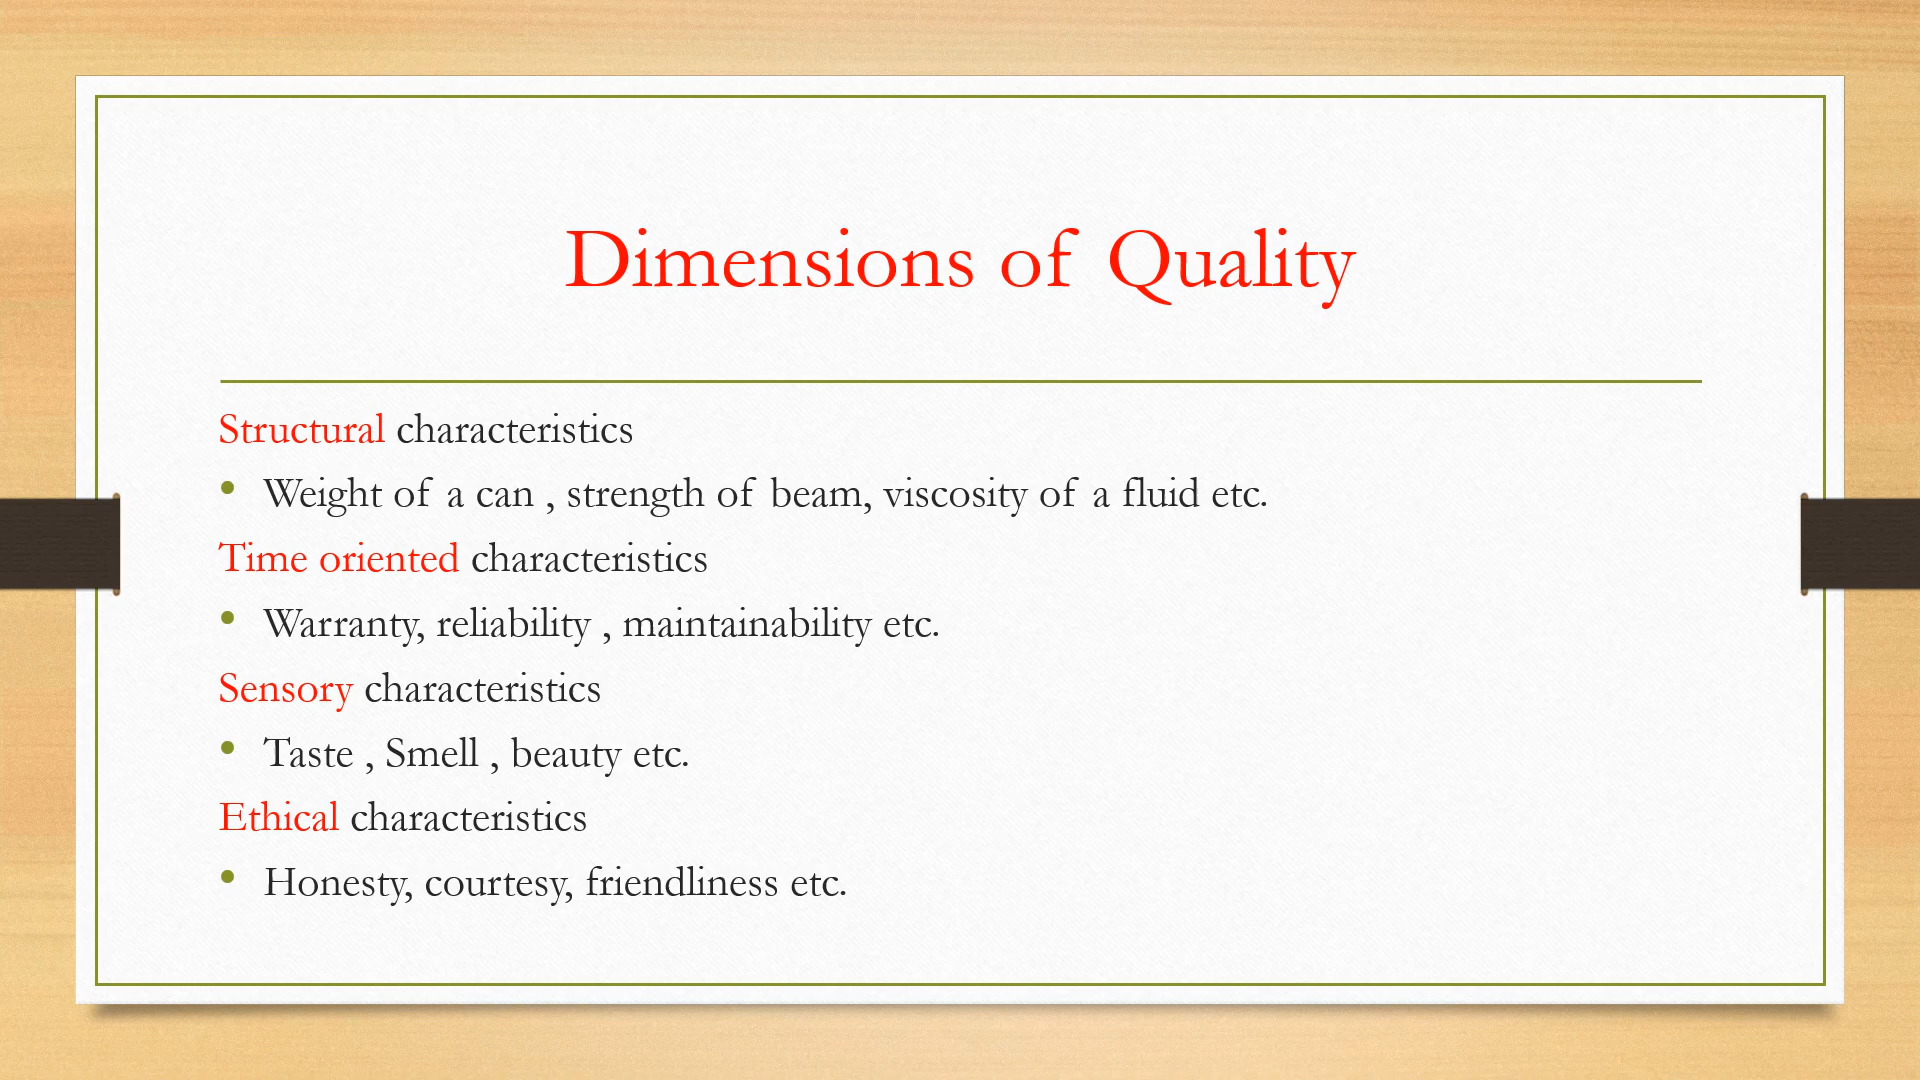 Dimensions of Quality
Structural characteristics
• Weight of a can , strength of beam, viscosity of a fluid etc.
Time oriented characteristics
• Warranty, reliability , maintainability etc.
Sensory characteristics
• Taste , Smell , beauty etc.
Ethical characteristics
• Honesty, courtesy, friendliness etc.